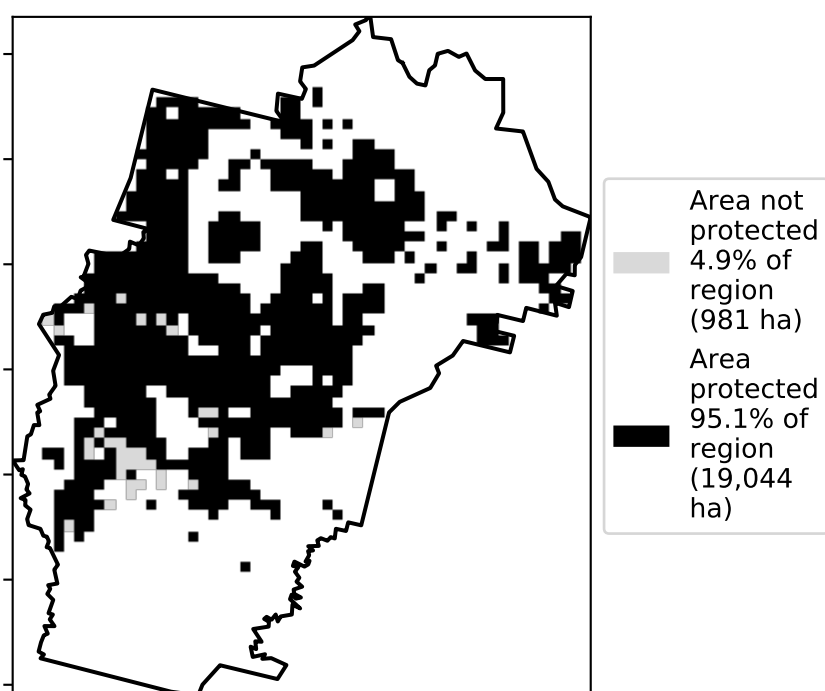 Area not
protected
4.9% of
region
(981 ha)
Area
protected
95.1% of
region
(19,044
ha)